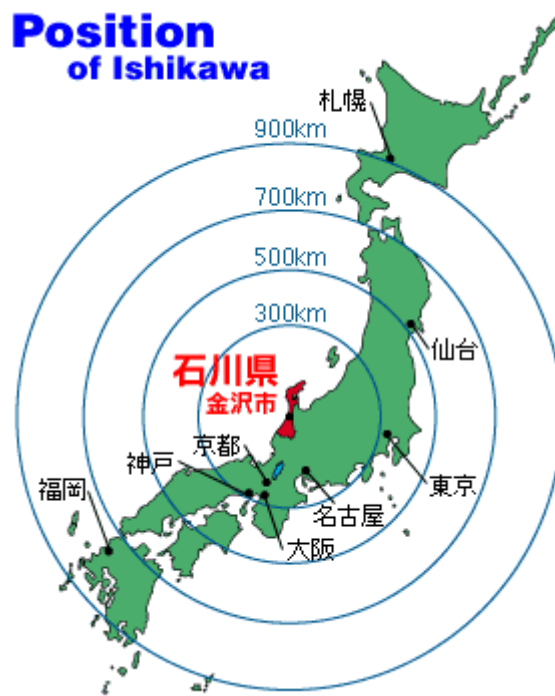 Position
of Ishikawa
札幌
900km
700km
500km
300km
仙台
石川県
金沢市
京都
神戸
福岡
東京
名古屋
大阪